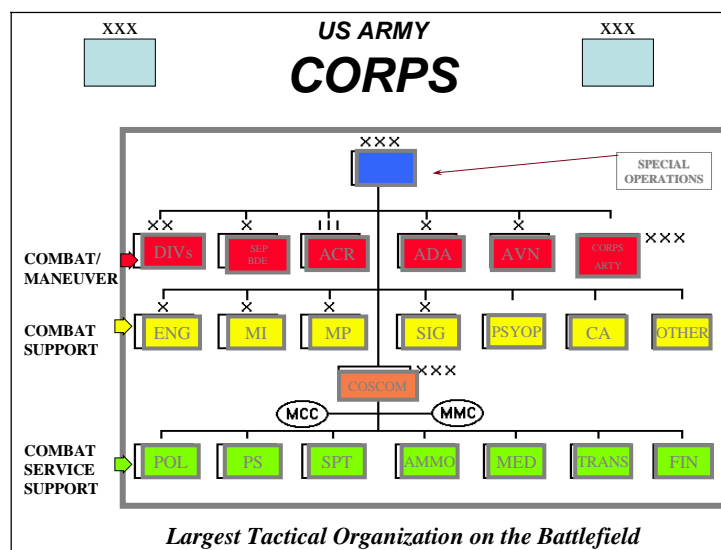 XXX
US ARMY
XXX
CORPS
XXX
SPECIAL
OPERATIONS
XX
X
III
X
X
DIVs
SEP
BDE
ACR
ADA
AVN
CORPS
ARTY
XXX
COMBAT/
MANEUVER
X
X
X
X
COMBAT
SUPPORT
ENG
MI
MP
SIG
PSYOP
CA
OTHER
COSCOM
XXX
MCC
MMC
COMBAT
SERVICE
SUPPORT
POL
PS
SPT
AMMO
MED
TRANS
FIN
Largest Tactical Organization on the Battlefield